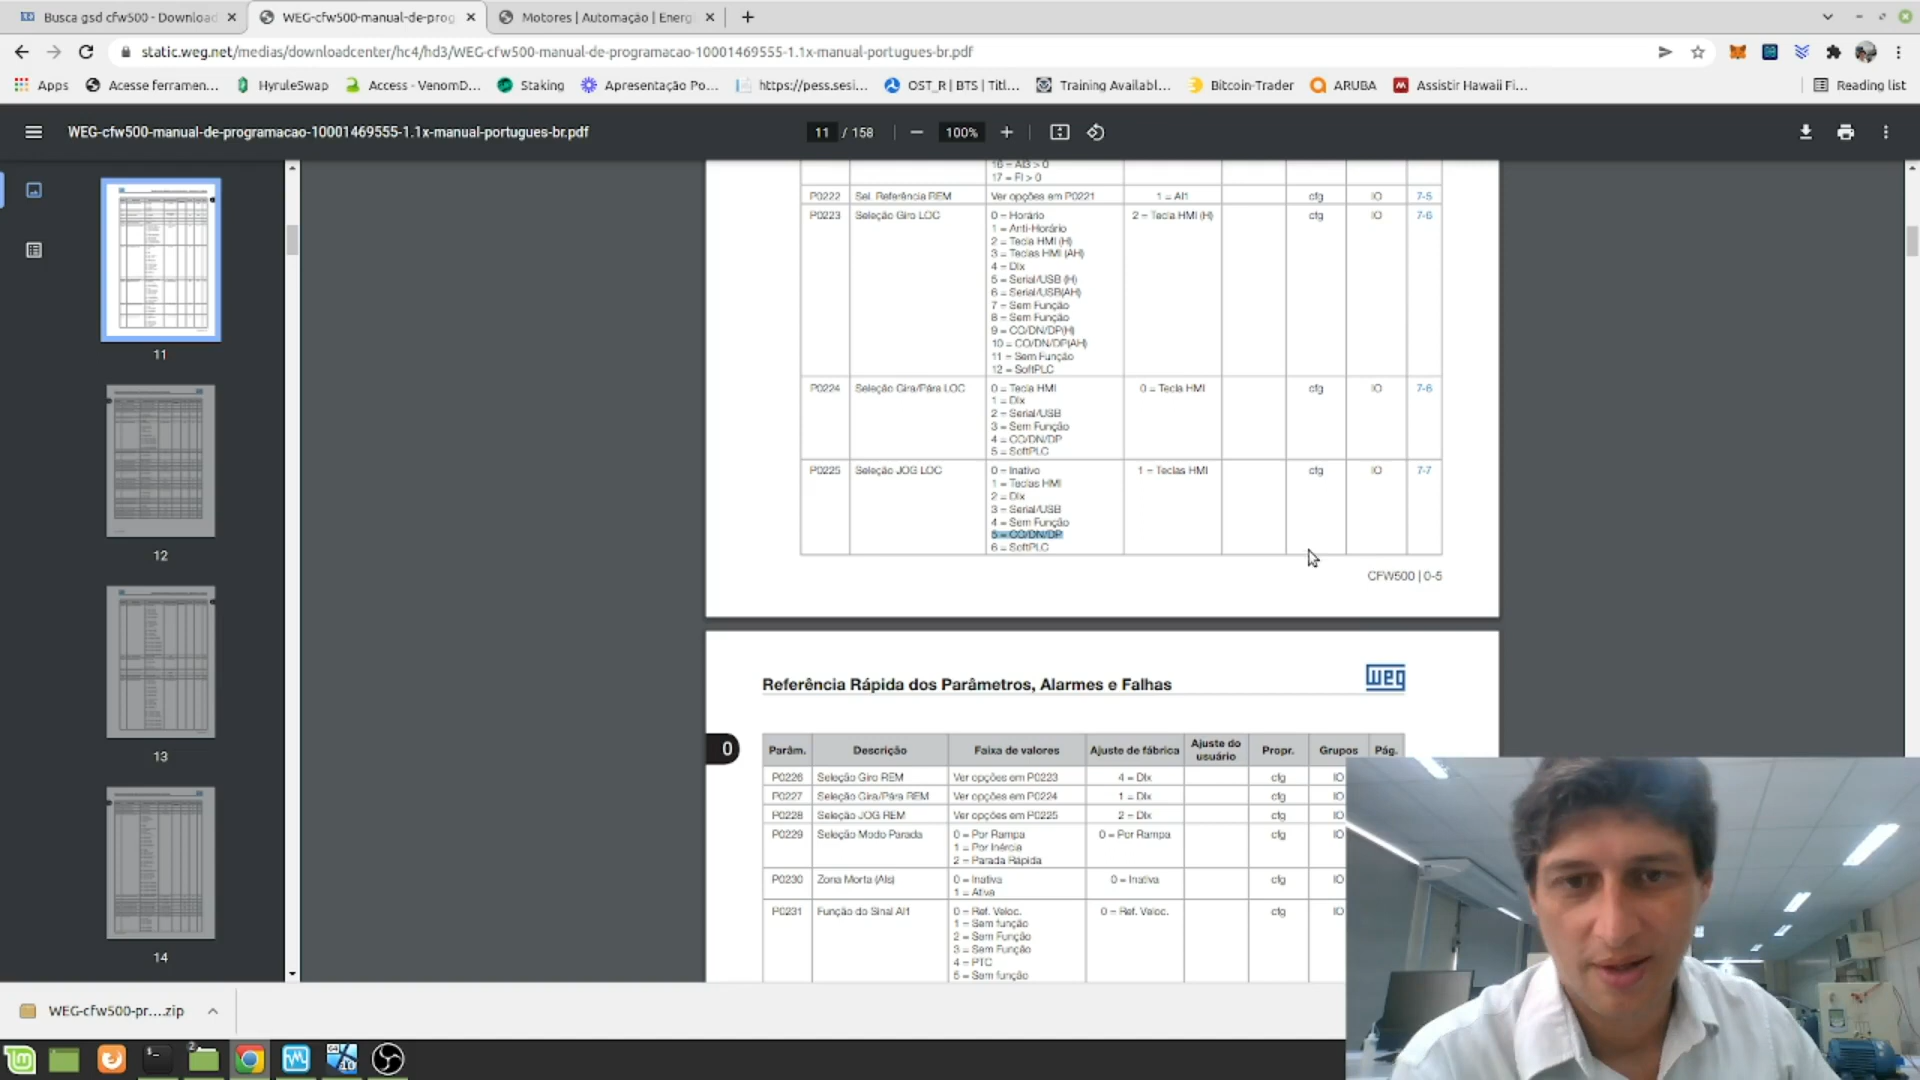 Busca gsd cfw500 - Download
WEG-cfw500-manual-de-prog
Motores | Automação | Energ
static.weg.net/medias/downloadcenter/hc4/hd3/WEG-cfw500-manual-de-programacao-10001469555-1.1x-manual-portugues-br.pdf
Apps Acesse ferramen... HyruleSwap Access - VenomD... Staking Apresentação Po... https://pess.sesi... OST_R | BTS | Titl... Training Availabl... Bitcoin-Trader ARUBA Assistir Hawaii Fi... Reading list
WEG-cfw500-manual-de-programacao-10001469555-1.1x-manual-portugues-br.pdf 11 / 158 100%
11
12
13
14
16 = AI3 > 0
17 = FI > 0
P0222 Sel. Referência REM Ver opções em P0221 1 = AI1 cfg IO 7-5
P0223 Seleção Giro LOC 0 = Horário 2 = Tecla HMI (H) cfg IO 7-6
1 = Anti-Horário
2 = Tecla HMI (H)
3 = Teclas HMI (AH)
4 = DIx
5 = Serial/USB (H)
6 = Serial/USB(AH)
7 = Sem Função
8 = Sem Função
9 = CO/DN/DP(H)
10 = CO/DN/DP(AH)
11 = Sem Função
12 = SoftPLC
P0224 Seleção Gira/Pára LOC 0 = Tecla HMI 0 = Tecla HMI cfg IO 7-6
1 = DIx
2 = Serial/USB
3 = Sem Função
4 = CO/DN/DP
5 = SoftPLC
P0225 Seleção JOG LOC 0 = Inativo 1 = Teclas HMI cfg IO 7-7
1 = Teclas HMI
2 = DIx
3 = Serial/USB
4 = Sem Função
5 = CO/DN/DP
6 = SoftPLC
CFW500 | 0-5
Referência Rápida dos Parâmetros, Alarmes e Falhas
weg
0
Parâm. Descrição Faixa de valores Ajuste de fábrica Ajuste do usuário Propr. Grupos Pág.
P0226 Seleção Giro REM Ver opções em P0223 4 = DIx cfg IO
P0227 Seleção Gira/Pára REM Ver opções em P0224 1 = DIx cfg IO
P0228 Seleção JOG REM Ver opções em P0225 2 = DIx cfg IO
P0229 Seleção Modo Parada 0 = Por Rampa 0 = Por Rampa cfg IO
1 = Por Inércia
2 = Parada Rápida
P0230 Zona Morta (AIs) 0 = Inativa 0 = Inativa cfg IO
1 = Ativa
P0231 Função do Sinal AI1 0 = Ref. Veloc. 0 = Ref. Veloc. cfg IO
1 = Sem função
2 = Sem Função
3 = Sem Função
4 = PTC
5 = Sem função
WEG-cfw500-pr....zip
2